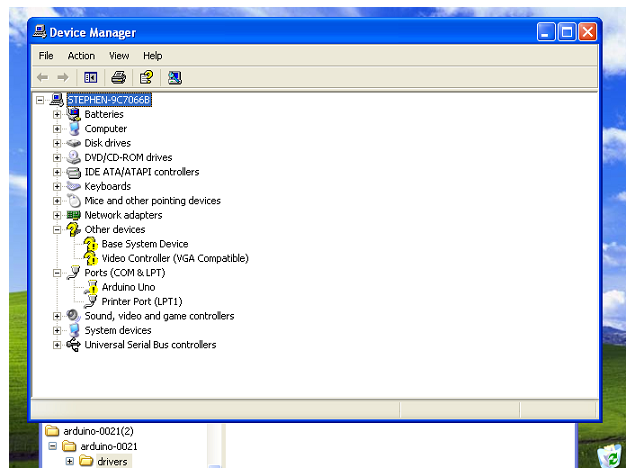 Device Manager
File Action View Help
STEPHEN-9C7066B
Batteries
Computer
Disk drives
DVD/CD-ROM drives
IDE ATA/ATAPI controllers
Keyboards
Mice and other pointing devices
Network adapters
Other devices
Base System Device
Video Controller (VGA Compatible)
Ports (COM & LPT)
Arduino Uno
Printer Port (LPT1)
Sound, video and game controllers
System devices
Universal Serial Bus controllers
arduino-0021(2)
arduino-0021
drivers